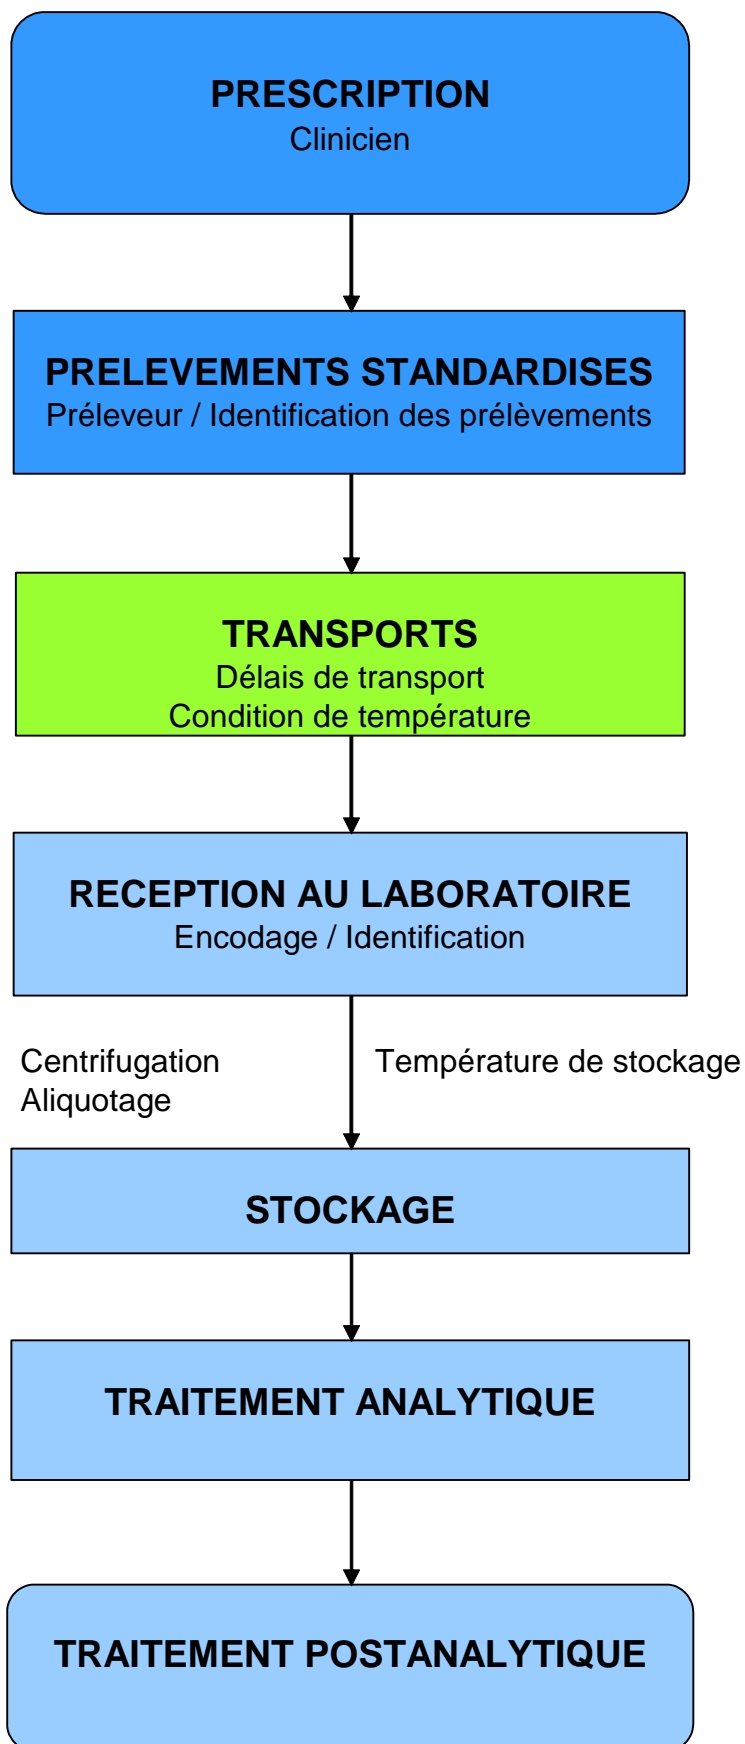 PRESCRIPTION
Clinicien
PRELEVEMENTS STANDARDISES
Préleveur / Identification des prélèvements
TRANSPORTS
Délais de transport
Condition de température
RECEPTION AU LABORATOIRE
Encodage / Identification
Centrifugation
Aliquotage
Température de stockage
STOCKAGE
TRAITEMENT ANALYTIQUE
TRAITEMENT POSTANALYTIQUE